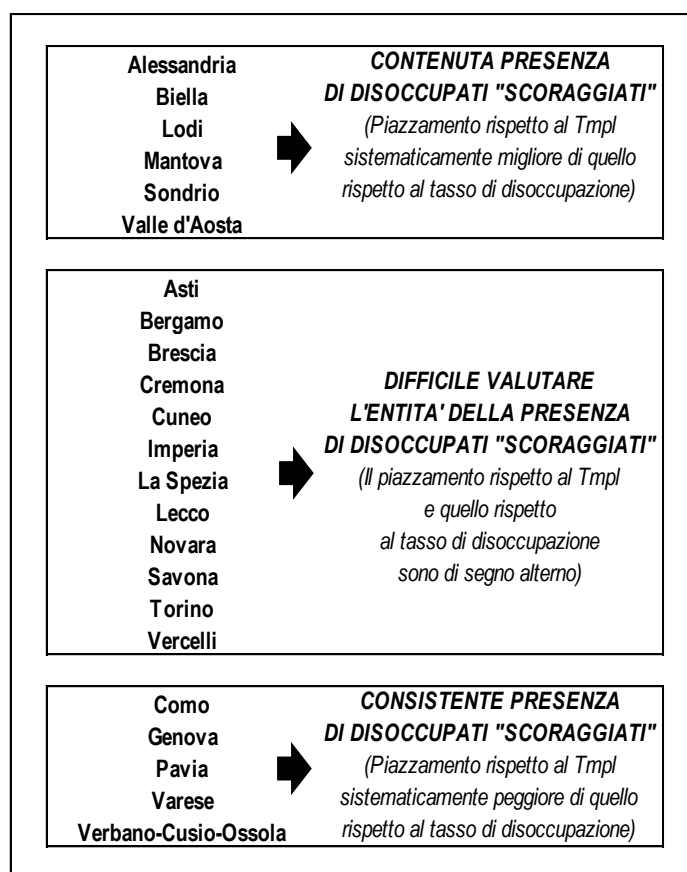 Alessandria
Biella
Lodi
Mantova
Sondrio
Valle d'Aosta
CONTENUTA PRESENZA
DI DISOCCUPATI "SCORAGGIATI"
(Piazzamento rispetto al Tmpl
sistematicamente migliore di quello
rispetto al tasso di disoccupazione)
Asti
Bergamo
Brescia
Cremona
Cuneo
Imperia
La Spezia
Lecco
Novara
Savona
Torino
Vercelli
DIFFICILE VALUTARE
L'ENTITA' DELLA PRESENZA
DI DISOCCUPATI "SCORAGGIATI"
(Il piazzamento rispetto al Tmpl
e quello rispetto
al tasso di disoccupazione
sono di segno alterno)
Como
Genova
Pavia
Varese
Verbano-Cusio-Ossola
CONSISTENTE PRESENZA
DI DISOCCUPATI "SCORAGGIATI"
(Piazzamento rispetto al Tmpl
sistematicamente peggiore di quello
rispetto al tasso di disoccupazione)